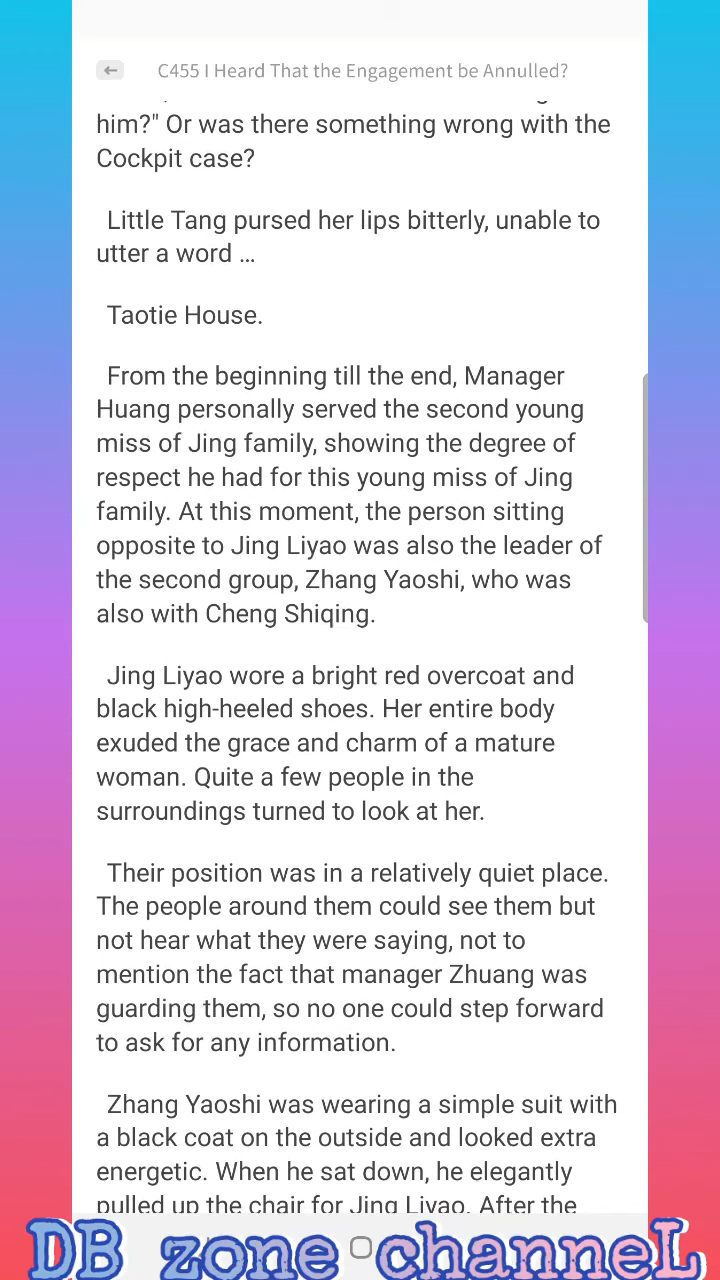 C455 I Heard That the Engagement be Annulled?
him?" Or was there something wrong with the
Cockpit case?
Little Tang pursed her lips bitterly, unable to
utter a word ...
Taotie House.
From the beginning till the end, Manager
Huang personally served the second young
miss of Jing family, showing the degree of
respect he had for this young miss of Jing
family. At this moment, the person sitting
opposite to Jing Liyao was also the leader of
the second group, Zhang Yaoshi, who was
also with Cheng Shiqing.
Jing Liyao wore a bright red overcoat and
black high-heeled shoes. Her entire body
exuded the grace and charm of a mature
woman. Quite a few people in the
surroundings turned to look at her.
Their position was in a relatively quiet place.
The people around them could see them but
not hear what they were saying, not to
mention the fact that manager Zhuang was
guarding them, so no one could step forward
to ask for any information.
Zhang Yaoshi was wearing a simple suit with
a black coat on the outside and looked extra
energetic. When he sat down, he elegantly
pulled up the chair for Jing Liyao. After the
DB zone channeL